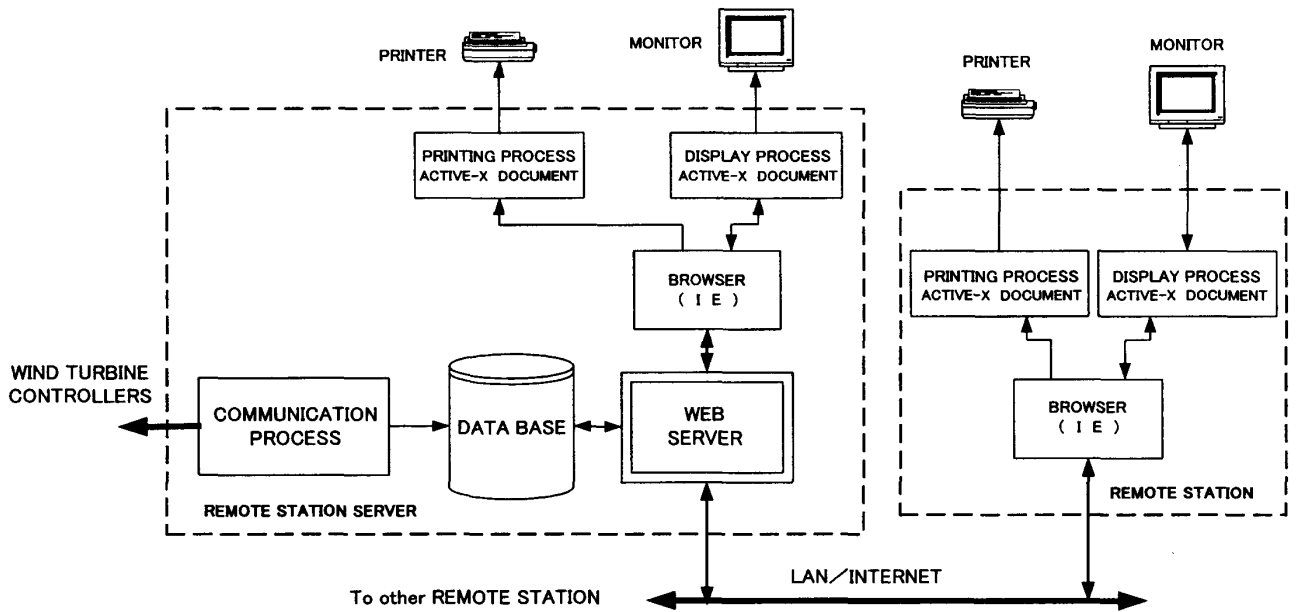 PRINTER
MONITOR
PRINTING PROCESS
ACTIVE-X DOCUMENT
DISPLAY PROCESS
ACTIVE-X DOCUMENT
BROWSER
( I E )
WIND TURBINE
CONTROLLERS
COMMUNICATION
PROCESS
DATA BASE
WEB
SERVER
REMOTE STATION SERVER
PRINTER
MONITOR
PRINTING PROCESS
ACTIVE-X DOCUMENT
DISPLAY PROCESS
ACTIVE-X DOCUMENT
BROWSER
( I E )
REMOTE STATION
LAN/INTERNET
To other REMOTE STATION